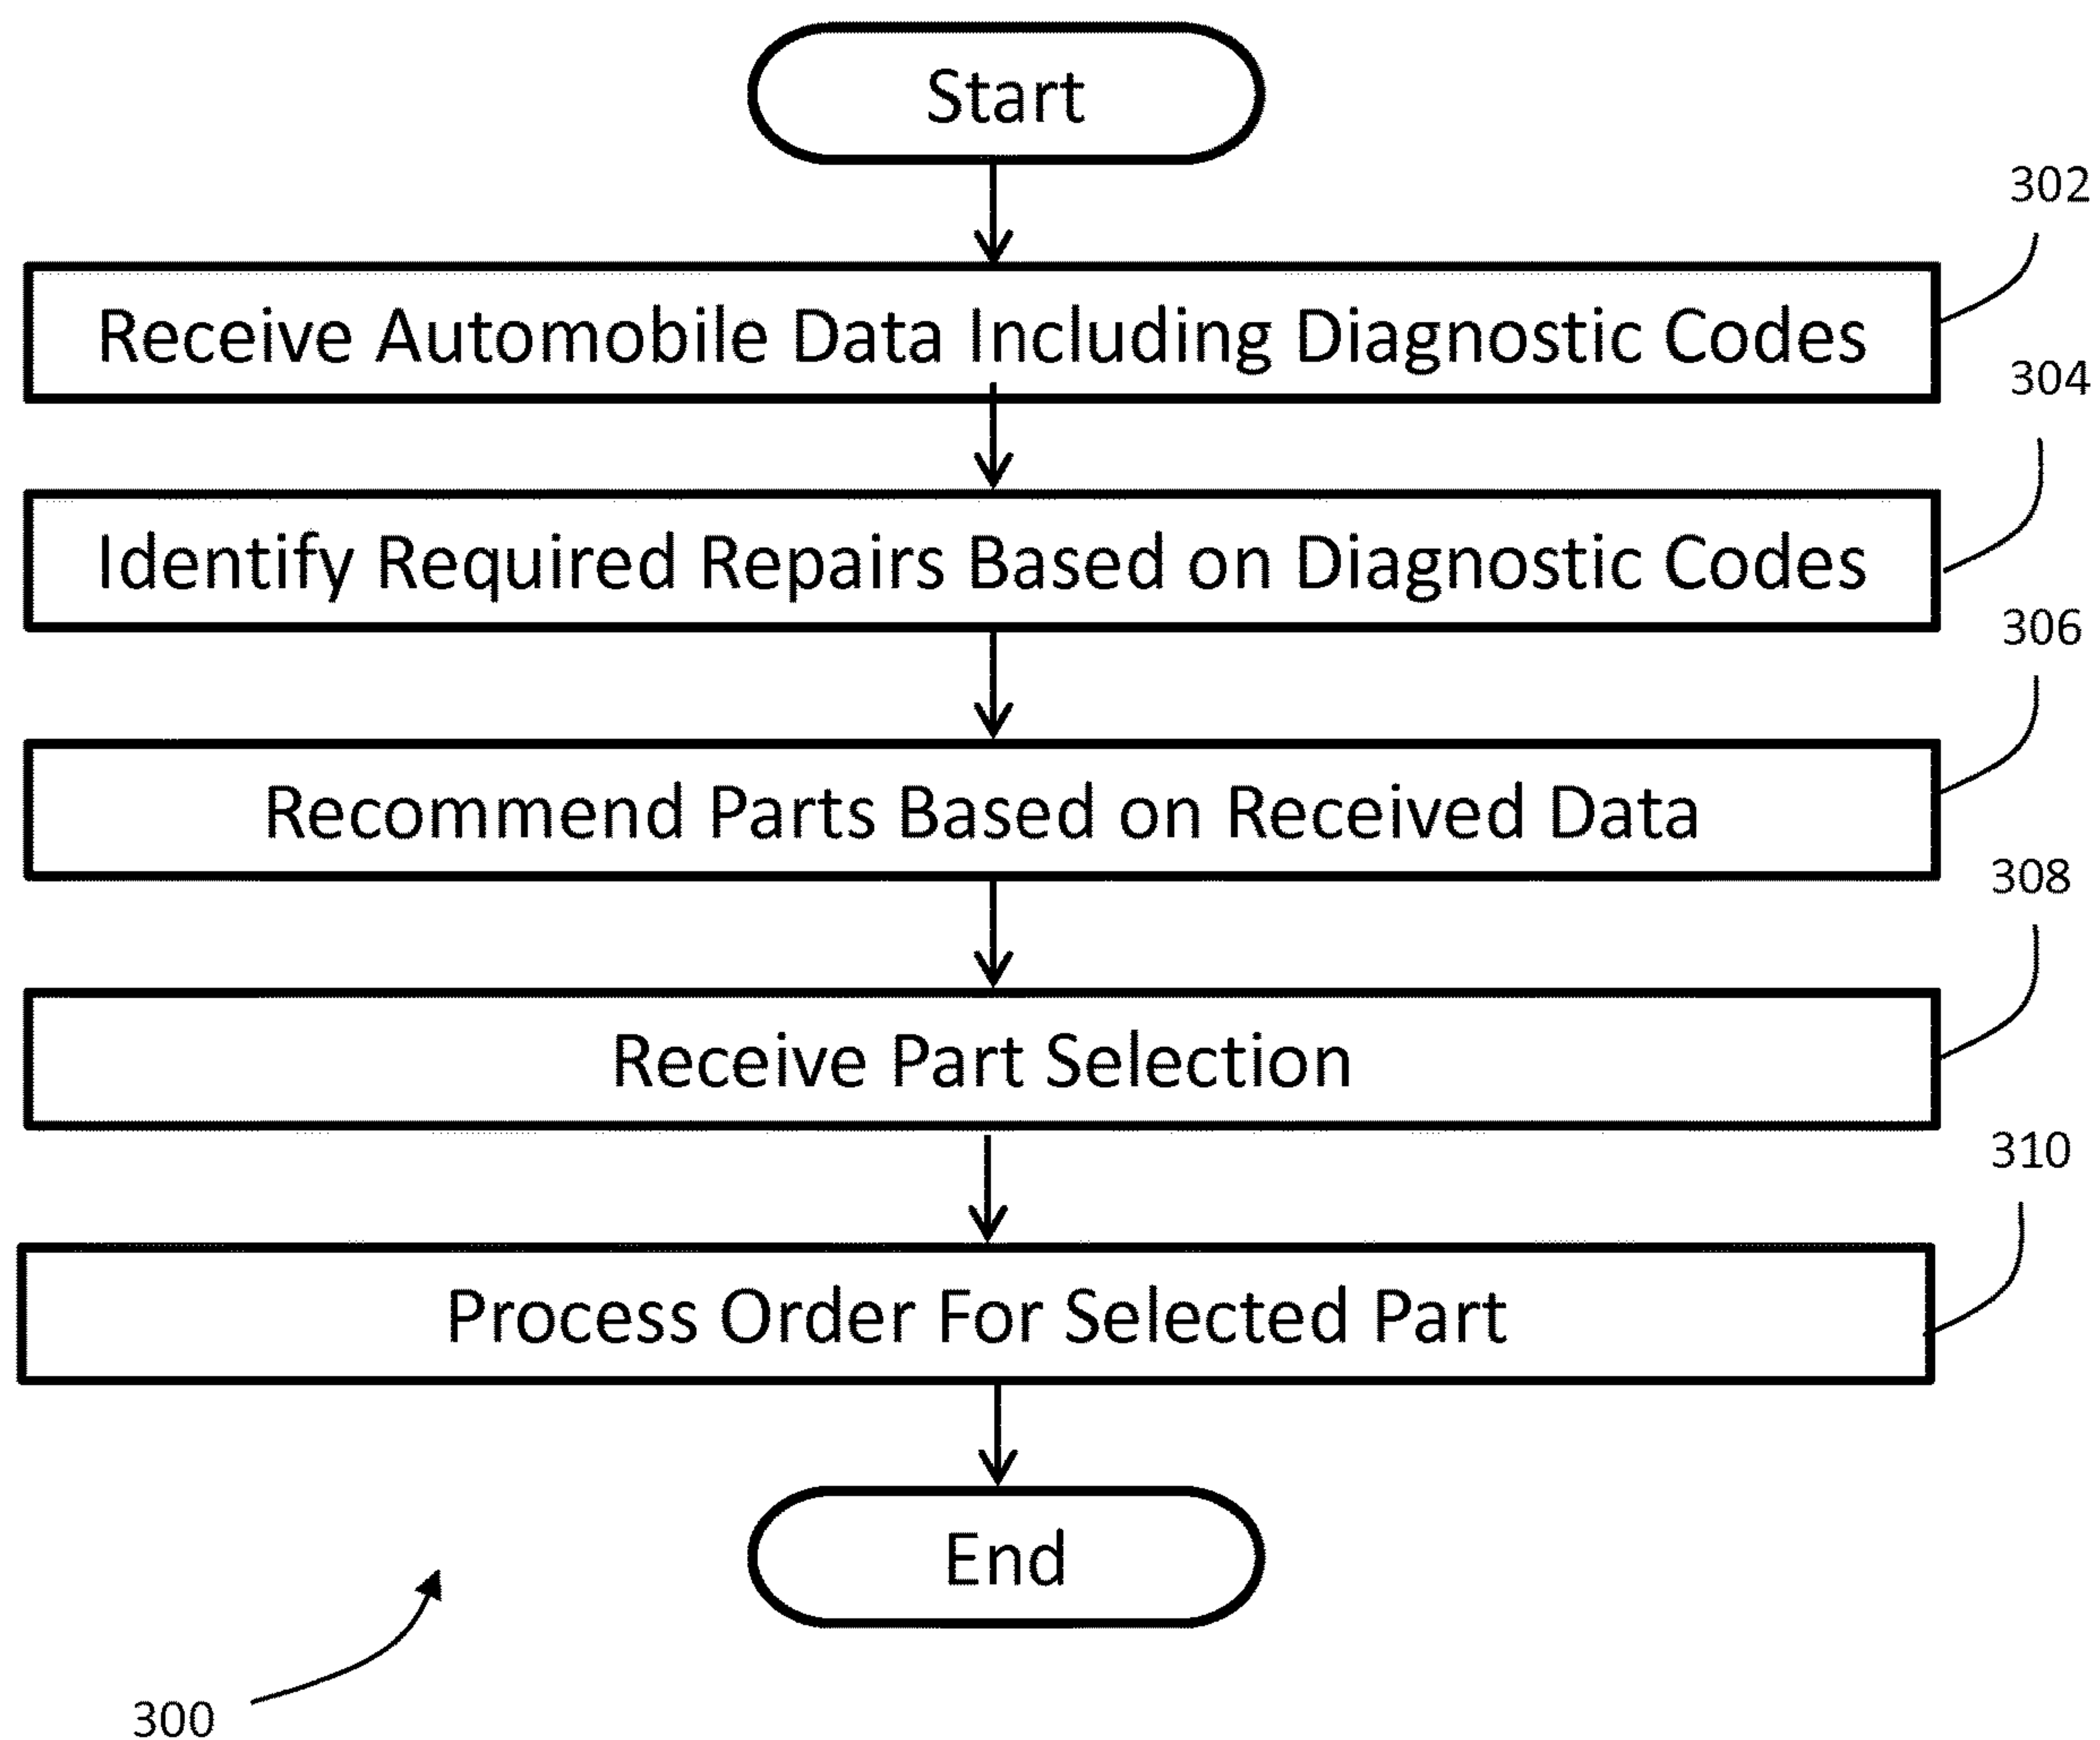 Start
302
Receive Automobile Data Including Diagnostic Codes
304
Identify Required Repairs Based on Diagnostic Codes
306
Recommend Parts Based on Received Data
308
Receive Part Selection
310
Process Order For Selected Part
End
300